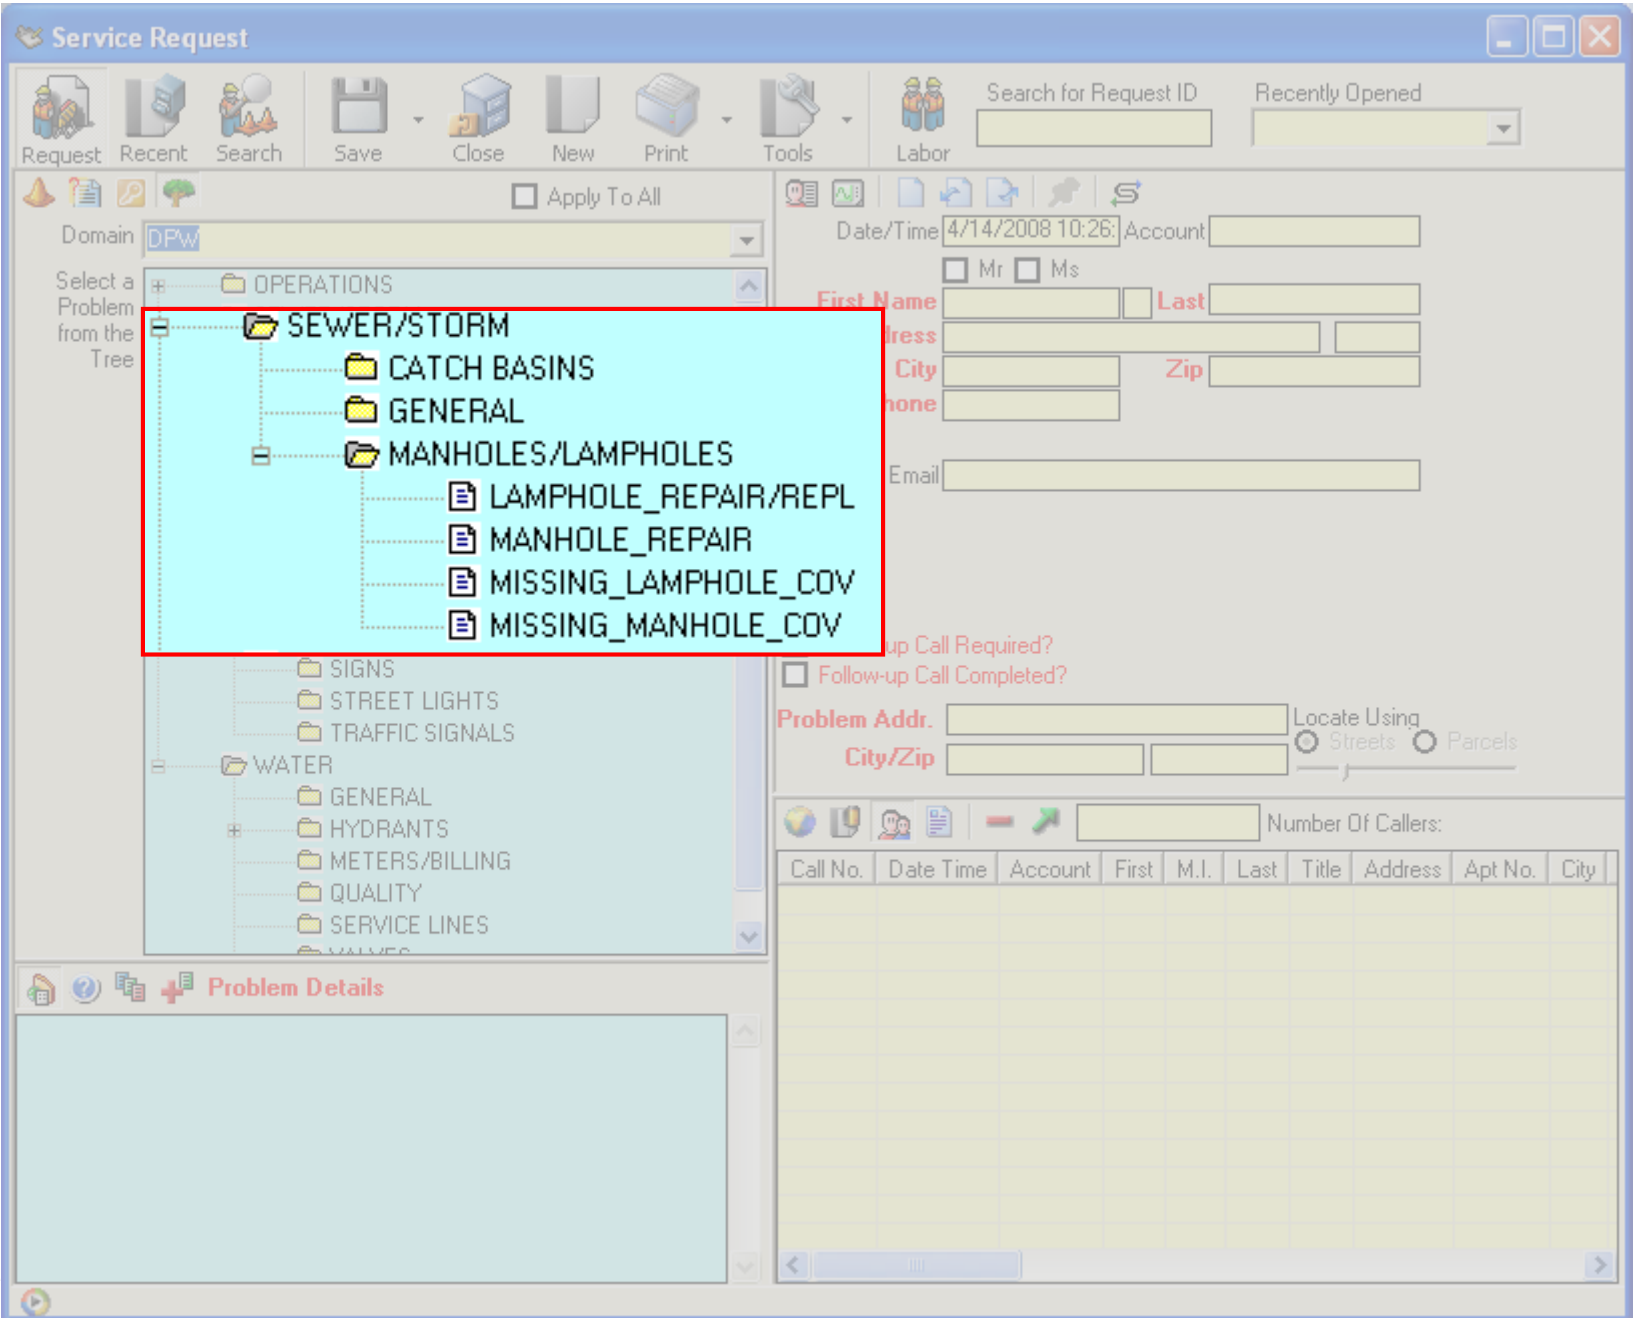 Service Request
Request Recent Search Save Close New Print Tools Labor
Search for Request ID Recently Opened
Apply To All
Domain DPW
Select a
Problem
from the
Tree
OPERATIONS
SEWER/STORM
CATCH BASINS
GENERAL
MANHOLES/LAMPHOLES
LAMPHOLE_REPAIR/REPL
MANHOLE_REPAIR
MISSING_LAMPHOLE_COV
MISSING_MANHOLE_COV
SIGNS
STREET LIGHTS
TRAFFIC SIGNALS
WATER
GENERAL
HYDRANTS
METERS/BILLING
QUALITY
SERVICE LINES
Problem Details
Date/Time 4/14/2008 10:26: Account
Mr Ms
First Name Last
ress
City Zip
one
Email
up Call Required?
Follow-up Call Completed?
Problem Addr. Locate Using
Streets Parcels
City/Zip
Number Of Callers:
Call No. Date Time Account First M.I. Last Title Address Apt No. City